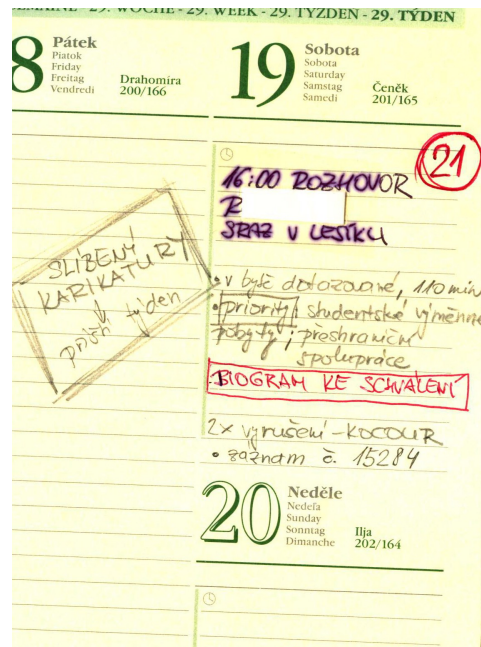 SEMAINE - 29. WOCHE - 29. WEEK - 29. TYŽDEŇ - 29. TÝDEN
8
Pátek
Piatok
Friday
Freitag
Vendredi
Drahomíra
200/166
19
Sobota
Sobota
Saturday
Samstag
Samedi
Čeněk
201/165
21
16:00 ROZHOVOR
R
SRAZ V LESÍKU
SLÍBENÝ
KARIKATURY
↓
příští týden
• v bytě dotazované, 110 min
• priority: studentské výměnné
pobyty; přeshraniční
spolupráce
BIOGRAM KE SCHVÁLENÍ
2x vyrušení - KOCOUR
• záznam č. 15284
20
Neděle
Nedeľa
Sunday
Sonntag
Dimanche
Ilja
202/164